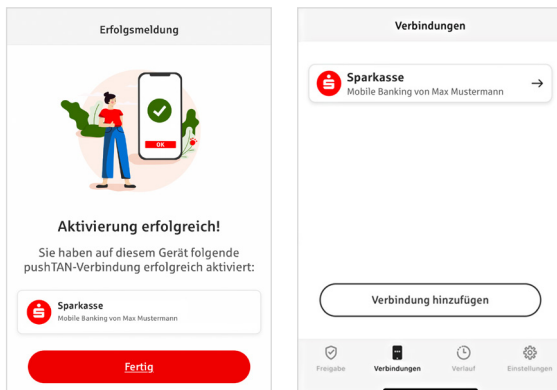 Erfolgsmeldung
OK
Aktivierung erfolgreich!
Sie haben auf diesem Gerät folgende
pushTAN-Verbindung erfolgreich aktiviert:
Sparkasse
Mobile Banking von Max Mustermann
Fertig
Verbindungen
Sparkasse
Mobile Banking von Max Mustermann
Verbindung hinzufügen
Freigabe
Verbindungen
Verlauf
Einstellungen